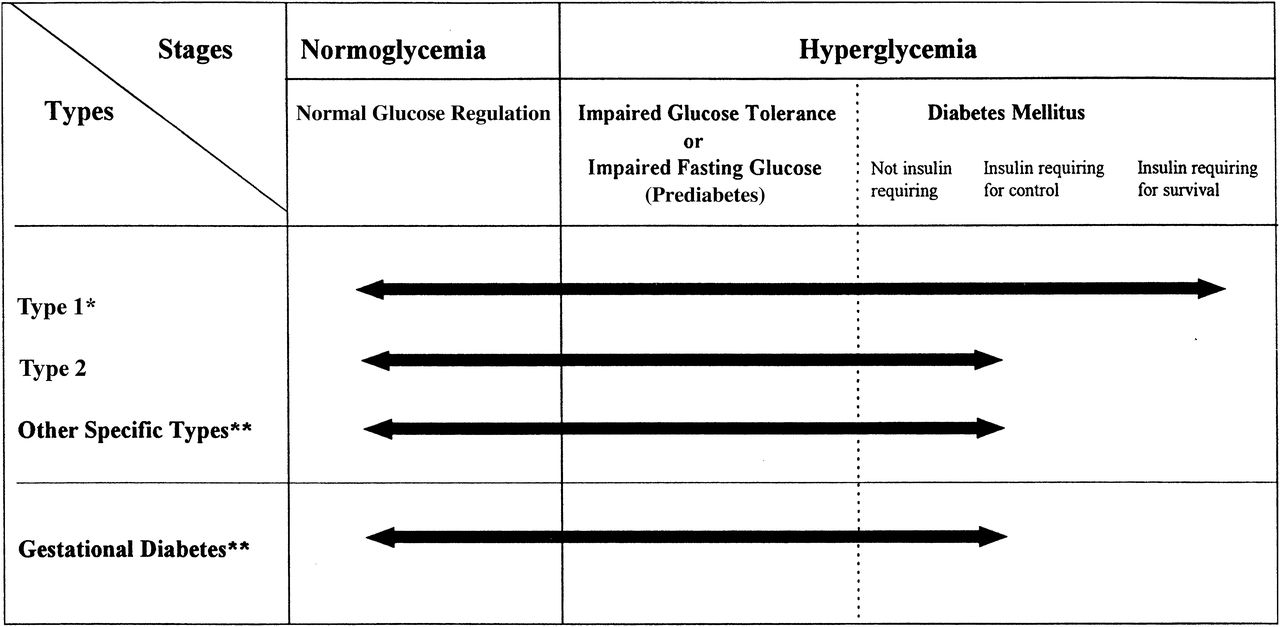 Stages
Types
Normoglycemia
Hyperglycemia
Normal Glucose Regulation
Impaired Glucose Tolerance
or
Impaired Fasting Glucose
(Prediabetes)
Diabetes Mellitus
Not insulin
requiring
Insulin requiring
for control
Insulin requiring
for survival
Type 1*
Type 2
Other Specific Types**
Gestational Diabetes**